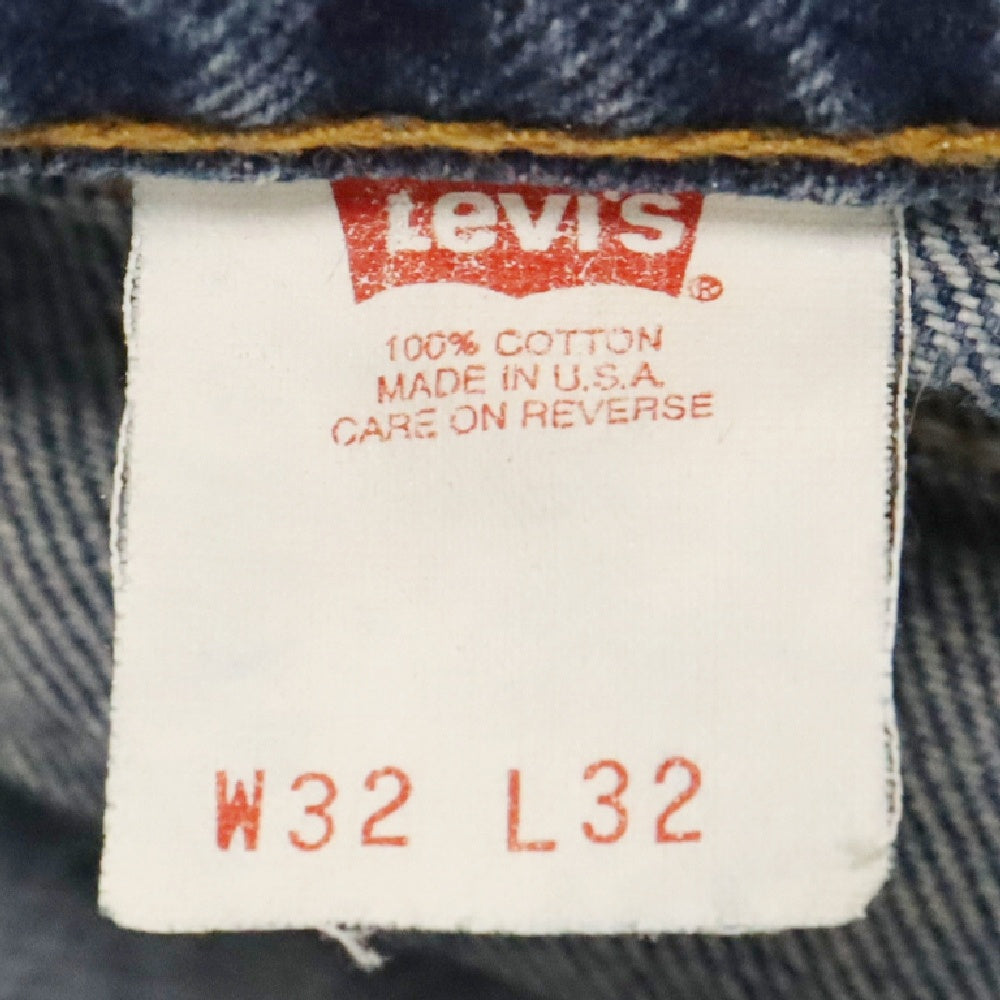 Levi's ®
100% COTTON
MADE IN U.S.A.
CARE ON REVERSE
W32 L32